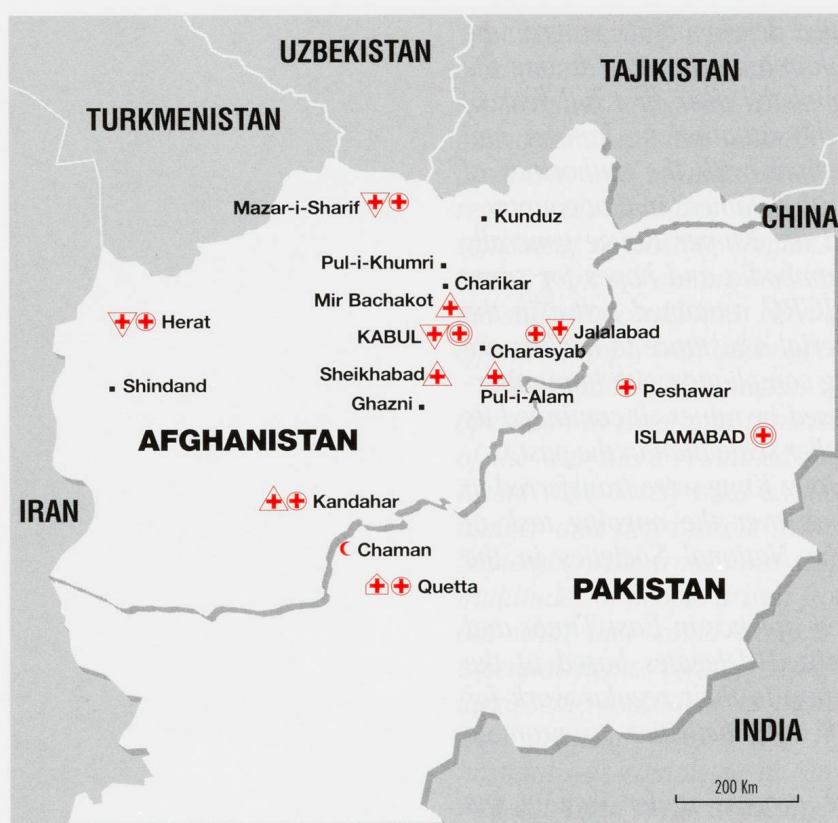 UZBEKISTAN
TAJIKISTAN
TURKMENISTAN
Mazar-i-Sharif
Kunduz
CHINA
Pul-i-Khumri
Charikar
Mir Bachakot
Herat
KABUL
Jalalabad
Charasyab
Sheikhabad
Shindand
Peshawar
Pul-i-Alam
Ghazni
ISLAMABAD
AFGHANISTAN
Kandahar
IRAN
Chaman
Quetta
PAKISTAN
INDIA
200 Km